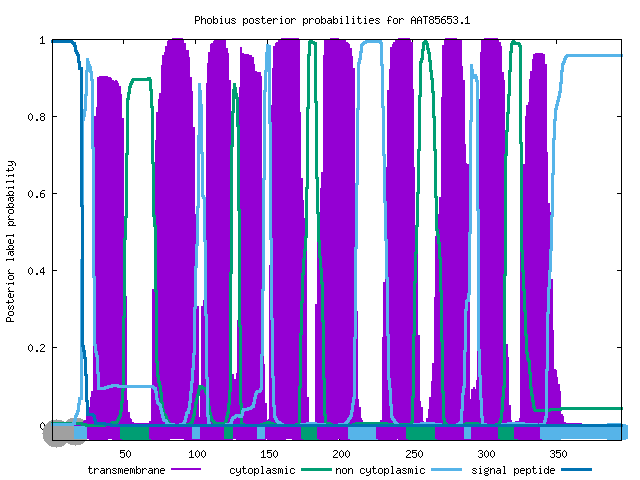 Phobius posterior probabilities for AAT85653.1
Posterior label probability
1
0.8
0.6
0.4
0.2
0
50 100 150 200 250 300 350
transmembrane cytoplasmic non cytoplasmic signal peptide